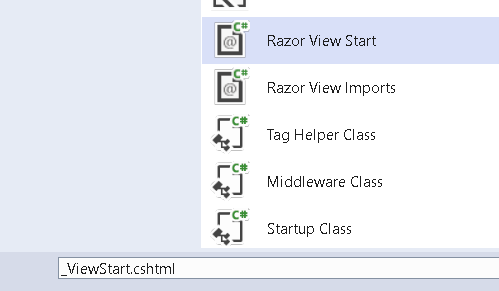 C#
@
Razor View Start
C#
@
Razor View Imports
C#
Tag Helper Class
C#
Middleware Class
C#
Startup Class
_ViewStart.cshtml